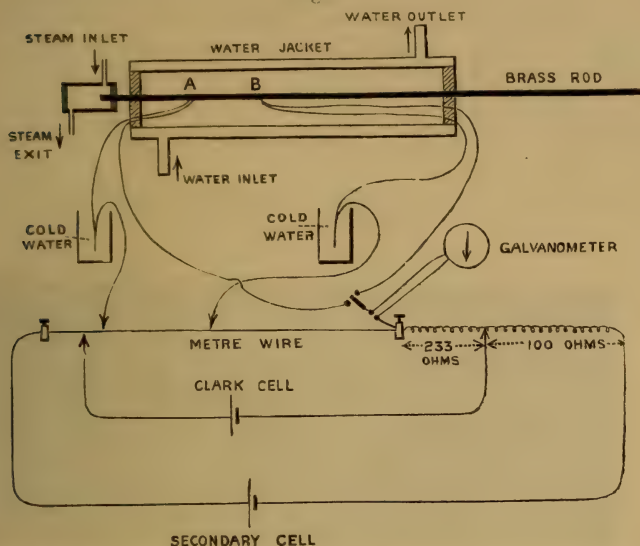 WATER OUTLET
STEAM INLET
WATER JACKET
A
B
BRASS ROD
STEAM
EXIT
WATER INLET
COLD
WATER
COLD
WATER
GALVANOMETER
METRE WIRE
233
OHMS
100 OHMS
CLARK CELL
SECONDARY CELL